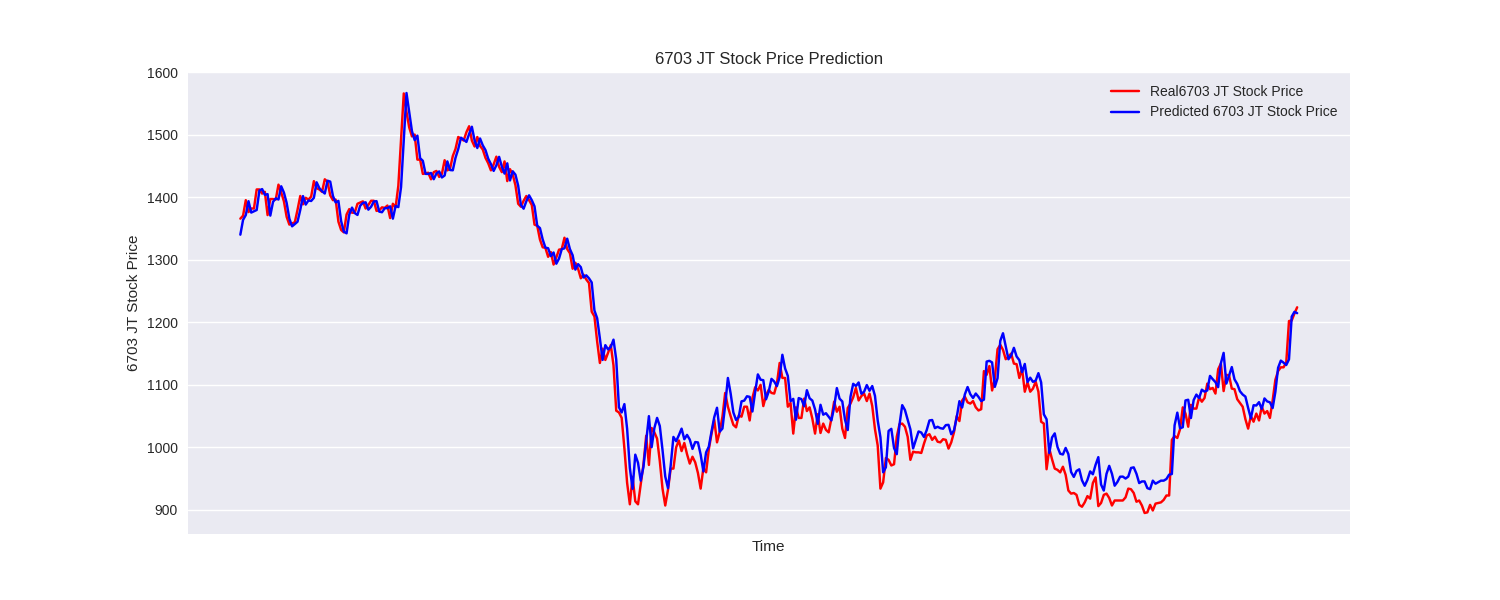 6703 JT Stock Price Prediction
1600
1500
1400
1300
1200
1100
1000
900
6703 JT Stock Price
Real6703 JT Stock Price
Predicted 6703 JT Stock Price
Time